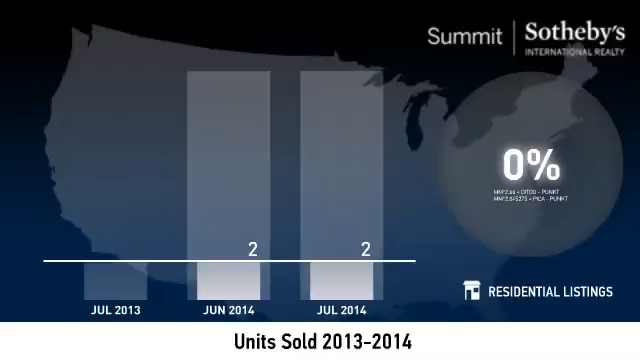 Summit | Sotheby's
INTERNATIONAL REALTY
0%
2
2
JUL 2013
JUN 2014
JUL 2014
RESIDENTIAL LISTINGS
Units Sold 2013-2014